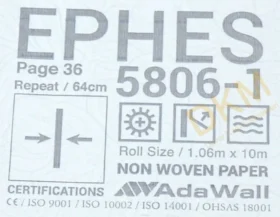 EPHES
Page 36
Repeat / 64cm
5806-1
Roll Size / 1.06m x 10m
NON WOVEN PAPER
CERTIFICATIONS
AdaWall
CE / ISO 9001 / ISO 10002 / ISO 14001 / OHSAS 18001